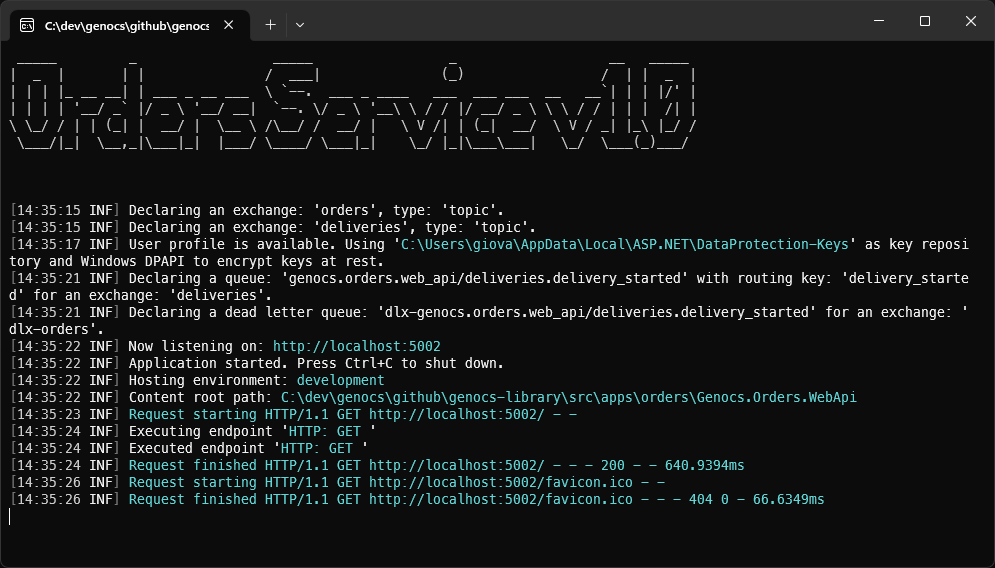 C:\dev\genocs\github\genocs
Orders Service v1.0
[14:35:15 INF] Declaring an exchange: 'orders', type: 'topic'.
[14:35:15 INF] Declaring an exchange: 'deliveries', type: 'topic'.
[14:35:17 INF] User profile is available. Using 'C:\Users\giova\AppData\Local\ASP.NET\DataProtection-Keys' as key reposi
tory and Windows DPAPI to encrypt keys at rest.
[14:35:21 INF] Declaring a queue: 'genocs.orders.web_api/deliveries.delivery_started' with routing key: 'delivery_starte
d' for an exchange: 'deliveries'.
[14:35:21 INF] Declaring a dead letter queue: 'dlx-genocs.orders.web_api/deliveries.delivery_started' for an exchange: '
dlx-orders'.
[14:35:22 INF] Now listening on: http://localhost:5002
[14:35:22 INF] Application started. Press Ctrl+C to shut down.
[14:35:22 INF] Hosting environment: development
[14:35:22 INF] Content root path: C:\dev\genocs\github\genocs-library\src\apps\orders\Genocs.Orders.WebApi
[14:35:23 INF] Request starting HTTP/1.1 GET http://localhost:5002/ - -
[14:35:24 INF] Executing endpoint 'HTTP: GET '
[14:35:24 INF] Executed endpoint 'HTTP: GET '
[14:35:24 INF] Request finished HTTP/1.1 GET http://localhost:5002/ - - - 200 - - 640.9394ms
[14:35:26 INF] Request starting HTTP/1.1 GET http://localhost:5002/favicon.ico - -
[14:35:26 INF] Request finished HTTP/1.1 GET http://localhost:5002/favicon.ico - - - 404 0 - 66.6349ms